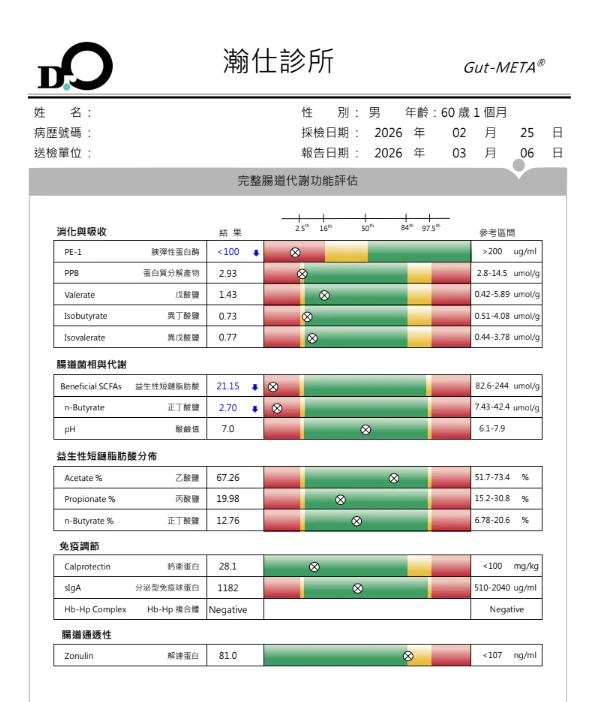 D.O
瀚仕診所
Gut-META®
姓 名： 性 別： 男 年齡：60 歲 1 個月
病歷號碼： 採檢日期： 2026 年 02 月 25 日
送檢單位： 報告日期： 2026 年 03 月 06 日
完整腸道代謝功能評估
消化與吸收 結 果 2.5th 16th 50th 84th 97.5th 參考區間
PE-1 胰彈性蛋白酶 <100 >200 ug/ml
PPB 蛋白質分解產物 2.93 2.8-14.5 umol/g
Valerate 戊酸鹽 1.43 0.42-5.89 umol/g
Isobutyrate 異丁酸鹽 0.73 0.51-4.08 umol/g
Isovalerate 異戊酸鹽 0.77 0.44-3.78 umol/g
腸道菌相與代謝
Beneficial SCFAs 益生性短鏈脂肪酸 21.15 82.6-244 umol/g
n-Butyrate 正丁酸鹽 2.70 7.43-42.4 umol/g
pH 酸鹼值 7.0 6.1-7.9
益生性短鏈脂肪酸分佈
Acetate % 乙酸鹽 67.26 51.7-73.4 %
Propionate % 丙酸鹽 19.98 15.2-30.8 %
n-Butyrate % 正丁酸鹽 12.76 6.78-20.6 %
免疫調節
Calprotectin 鈣衛蛋白 28.1 <100 mg/kg
sIgA 分泌型免疫球蛋白 1182 510-2040 ug/ml
Hb-Hp Complex Hb-Hp 複合體 Negative Negative
腸道通透性
Zonulin 解連蛋白 81.0 <107 ng/ml